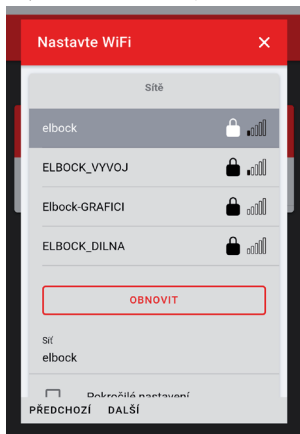 Nastavte WiFi
Sítě
elbock
ELBOCK_VYVOJ
Elbock-GRAFICI
ELBOCK_DILNA
OBNOVIT
Síť
elbock
Pokročilé nastavení
PŘEDCHOZÍ DALŠÍ